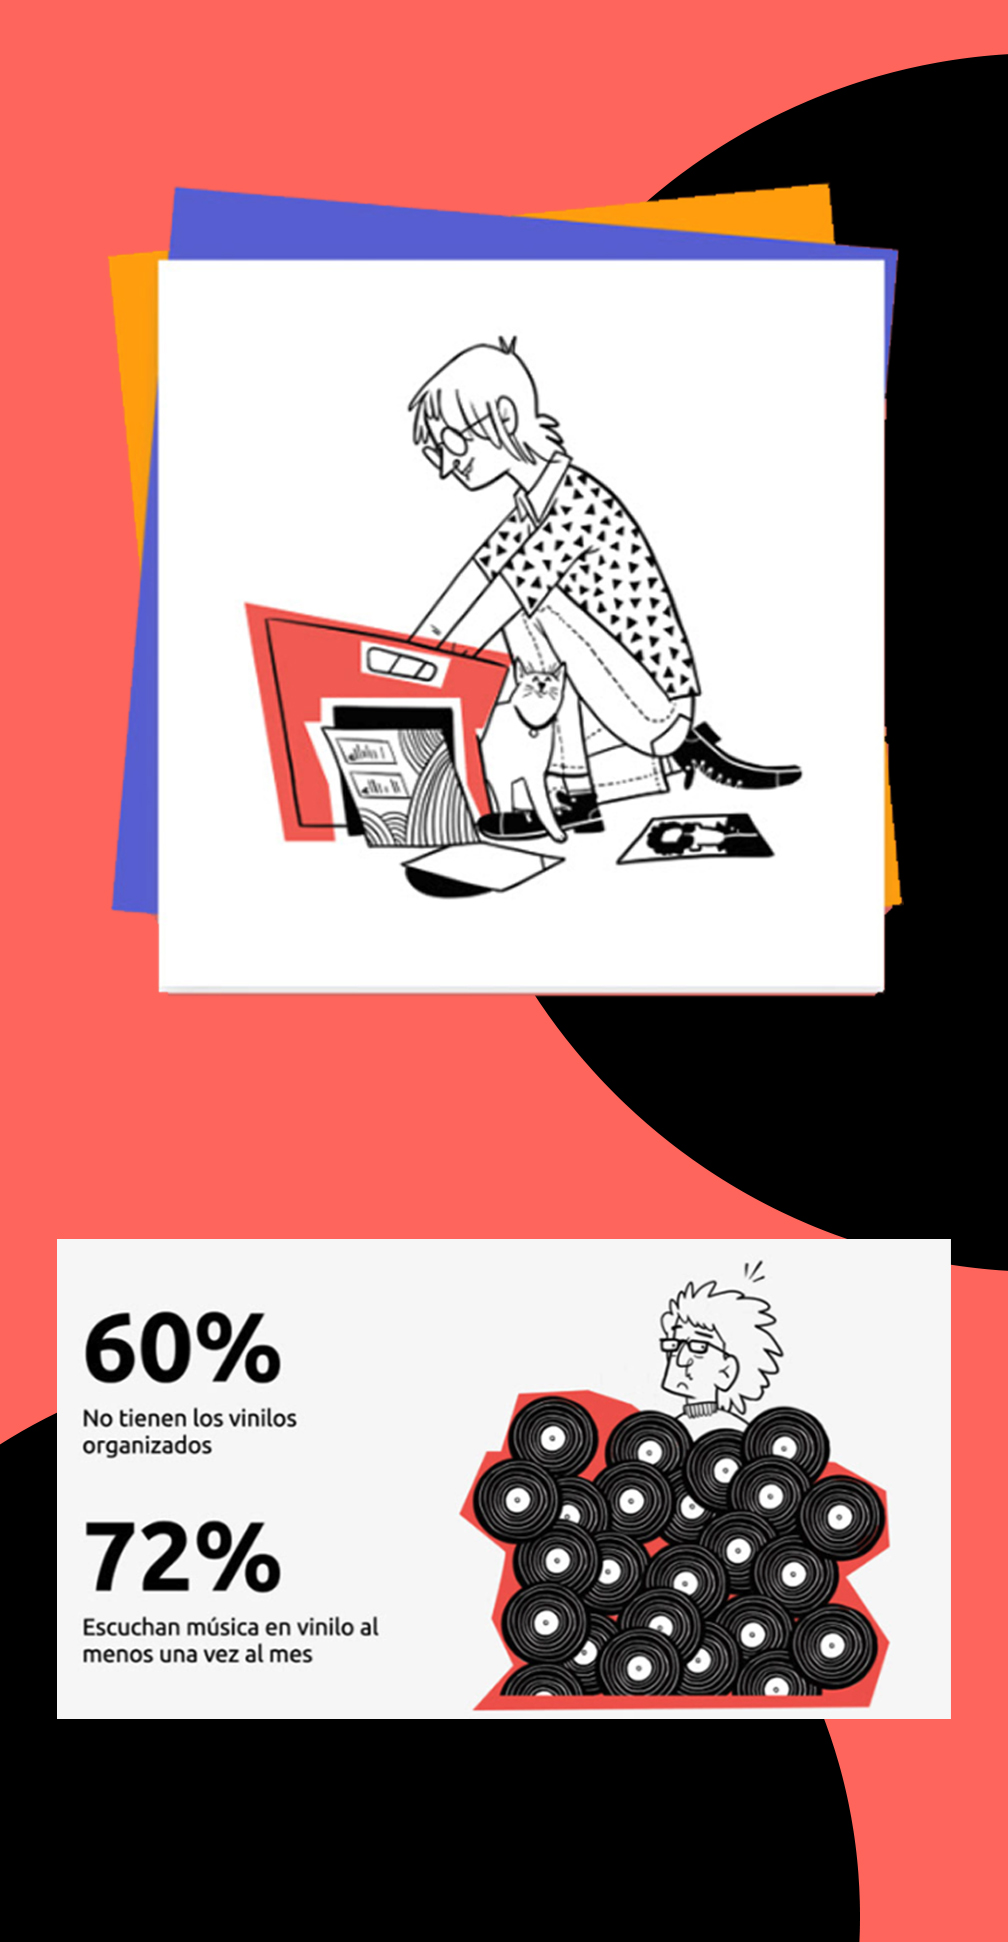 60%
No tienen los vinilos
organizados
72%
Escuchan música en vinilo al
menos una vez al mes